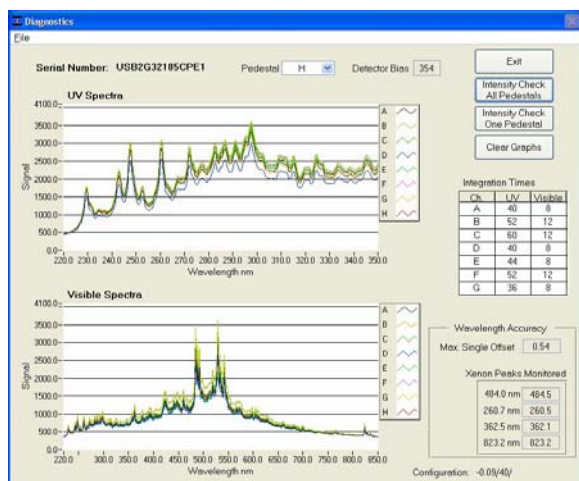 Diagnostics
File
Serial Number: USB2G32185CPE1 Pedestal H Detector Bias 354
Exit
Intensity Check All Pedestals
Intensity Check One Pedestal
Clear Graphs
UV Spectra
4100.0
3500.0
3000.0
2500.0
2000.0
1500.0
1000.0
500.0
0.0
Signal
220.0 230.0 240.0 250.0 260.0 270.0 280.0 290.0 300.0 310.0 320.0 330.0 340.0 350.0
Wavelength nm
A
B
C
D
E
F
G
H
Integration Times
Ch. UV Visible
A 40 8
B 52 12
C 60 12
D 40 8
E 44 8
F 52 12
G 36 8
Visible Spectra
4100.0
3500.0
3000.0
2500.0
2000.0
1500.0
1000.0
500.0
0.0
Signal
220.0 300.0 350.0 400.0 450.0 500.0 550.0 600.0 650.0 700.0 750.0 800.0 850.0
Wavelength nm
A
B
C
D
E
F
G
H
Wavelength Accuracy
Max. Single Offset 0.54
Xenon Peaks Monitored
484.0 nm 484.5
260.7 nm 260.5
362.5 nm 362.1
823.2 nm 823.2
Configuration: -0.09/40/